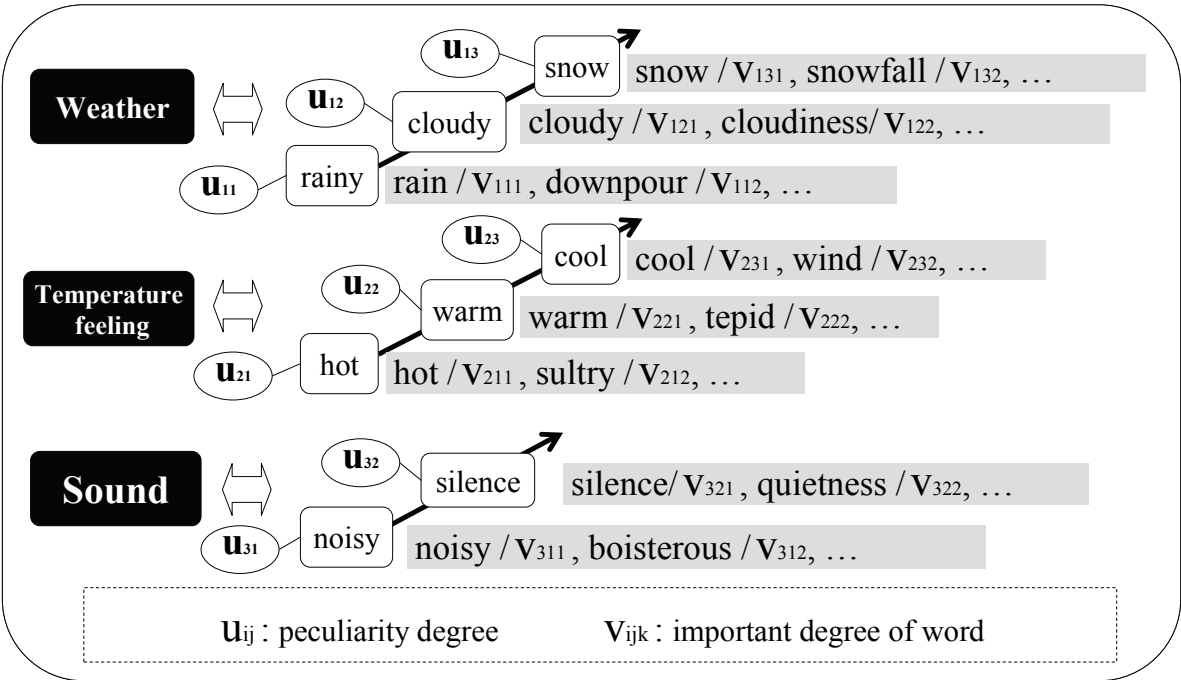 u13 snow snow / v131 , snowfall / v132, …
Weather u12 cloudy cloudy / v121 , cloudiness/ v122, …
u11 rainy rain / v111 , downpour / v112, …
u23 cool cool / v231 , wind / v232, …
Temperature
feeling
u22 warm warm / v221 , tepid / v222, …
u21 hot hot / v211 , sultry / v212, …
u32 silence silence/ v321 , quietness / v322, …
Sound
u31 noisy noisy / v311 , boisterous / v312, …
uij : peculiarity degree vijk : important degree of word